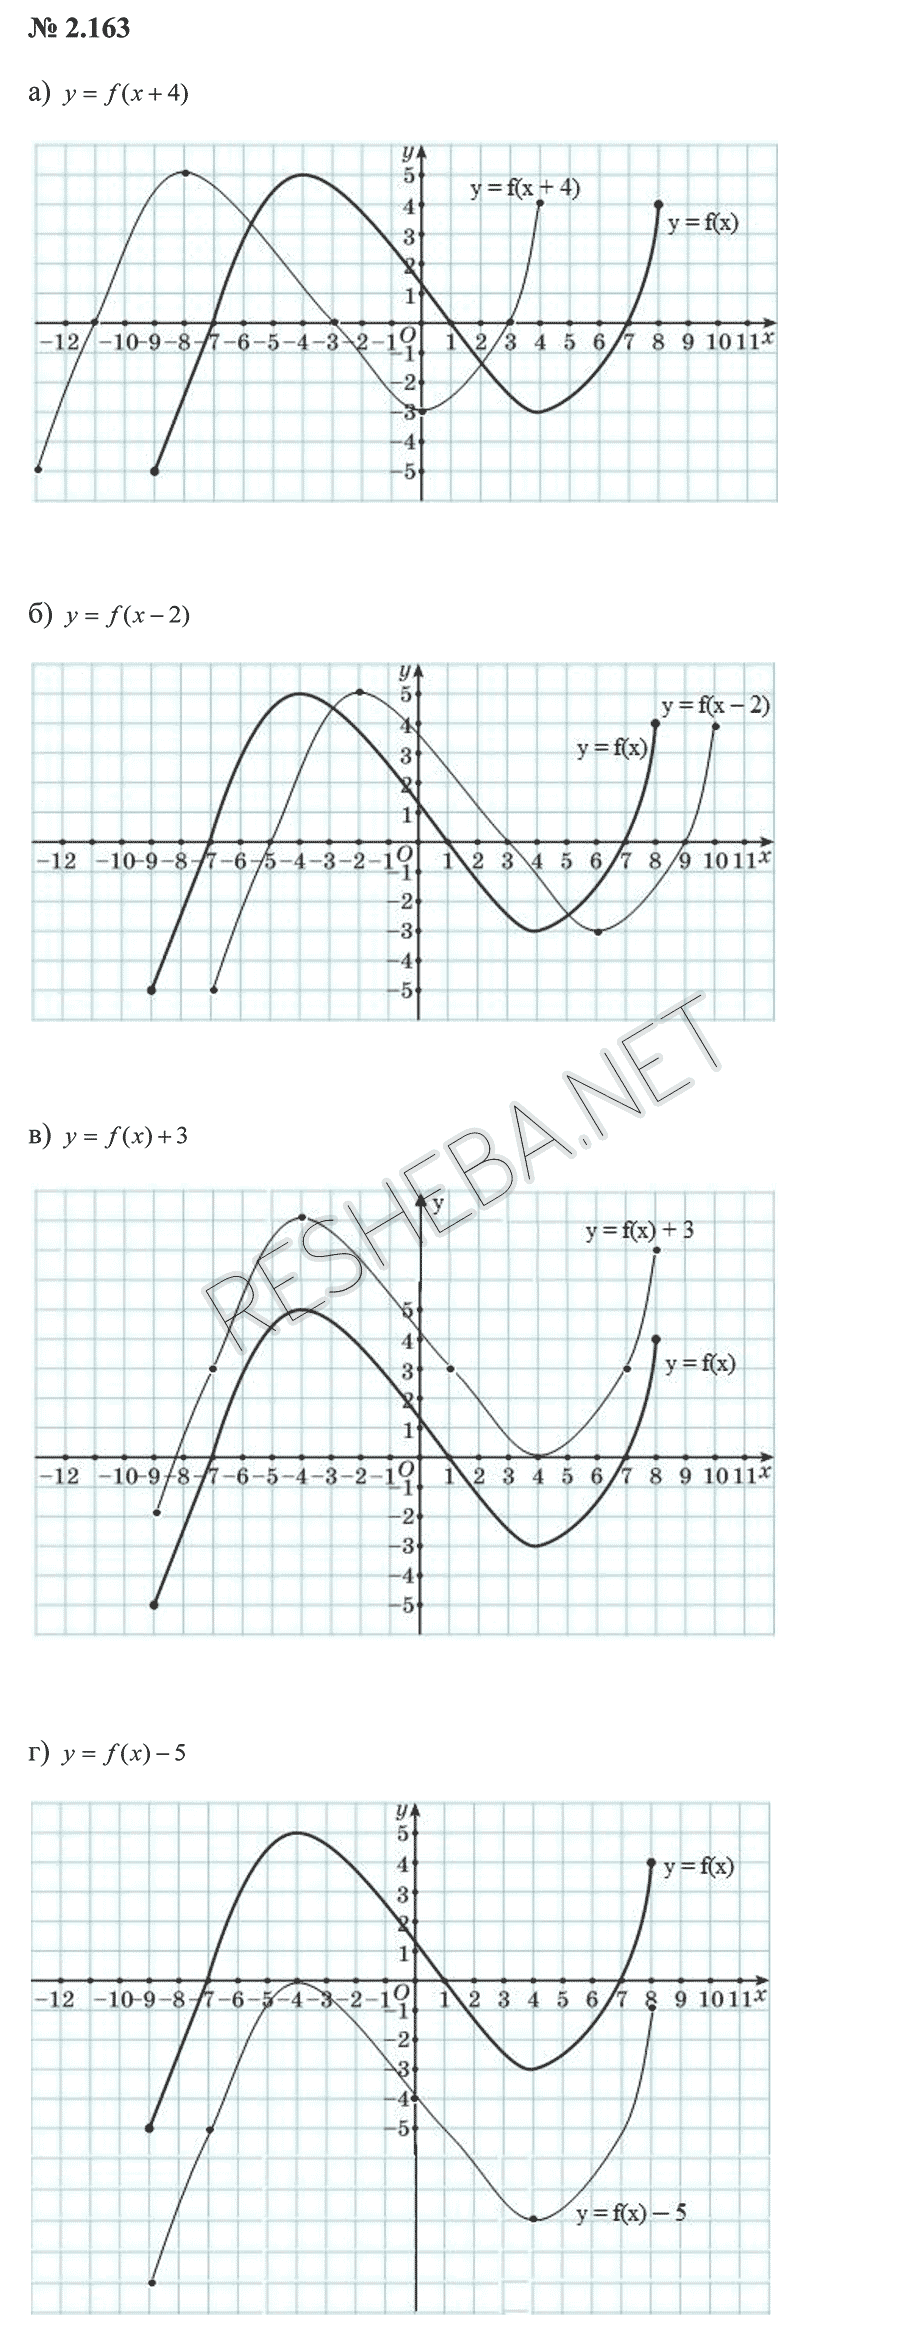 № 2.163
а) y = f(x + 4)
y
5
y = f(x + 4)
4
y = f(x)
3
2
1
-12 -10 -9 -8 -7 -6 -5 -4 -3 -2 -1 O 1 2 3 4 5 6 7 8 9 10 11 x
-1
-2
-3
-4
-5
б) y = f(x − 2)
y
5
y = f(x − 2)
4
y = f(x)
3
2
1
-12 -10 -9 -8 -7 -6 -5 -4 -3 -2 -1 O 1 2 3 4 5 6 7 8 9 10 11 x
-1
-2
-3
-4
-5
RESHEBA.NET
в) y = f(x) + 3
y
y = f(x) + 3
5
4
3
y = f(x)
2
1
-12 -10 -9 -8 -7 -6 -5 -4 -3 -2 -1 O 1 2 3 4 5 6 7 8 9 10 11 x
-1
-2
-3
-4
-5
г) y = f(x) − 5
y
5
4
y = f(x)
3
2
1
-12 -10 -9 -8 -7 -6 -5 -4 -3 -2 -1 O 1 2 3 4 5 6 7 8 9 10 11 x
-1
-2
-3
-4
-5
y = f(x) − 5